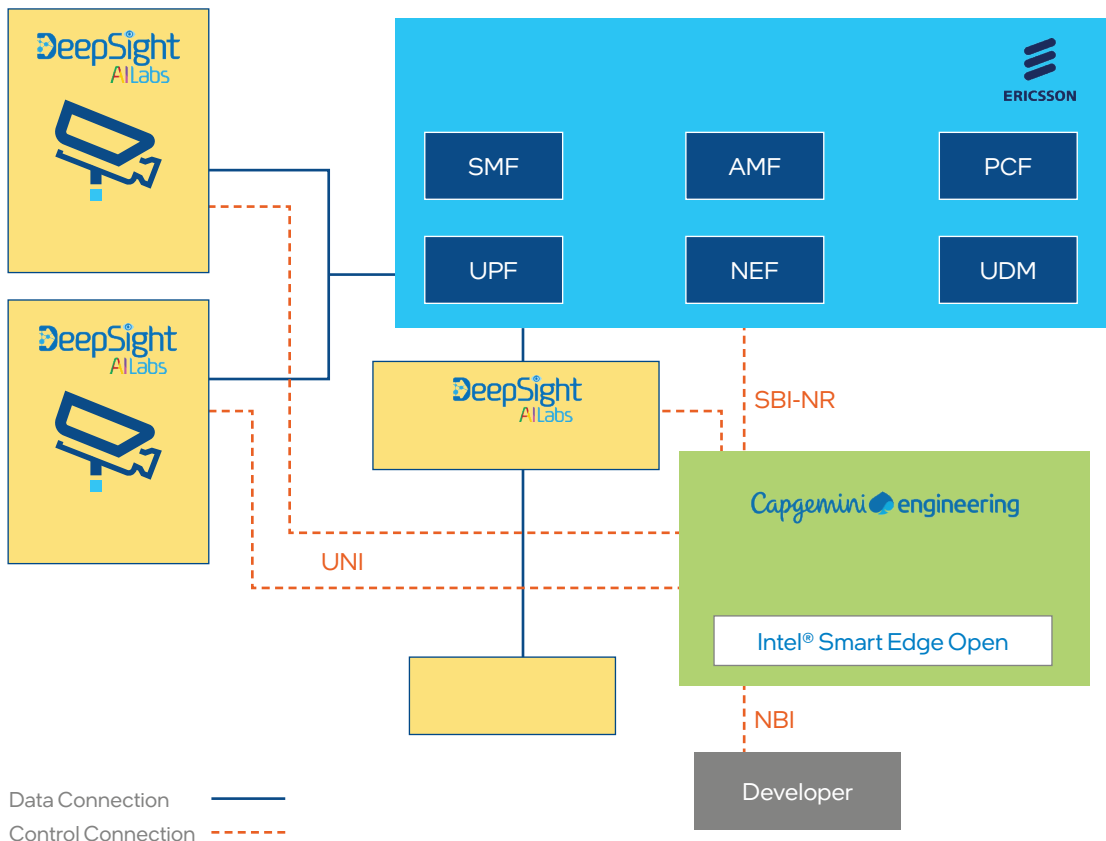 DeepSight®
AI Labs
ERICSSON
SMF
AMF
PCF
UPF
NEF
UDM
DeepSight®
AI Labs
DeepSight®
AI Labs
SBI-NR
Capgemini engineering
UNI
Intel® Smart Edge Open
NBI
Developer
Data Connection
Control Connection